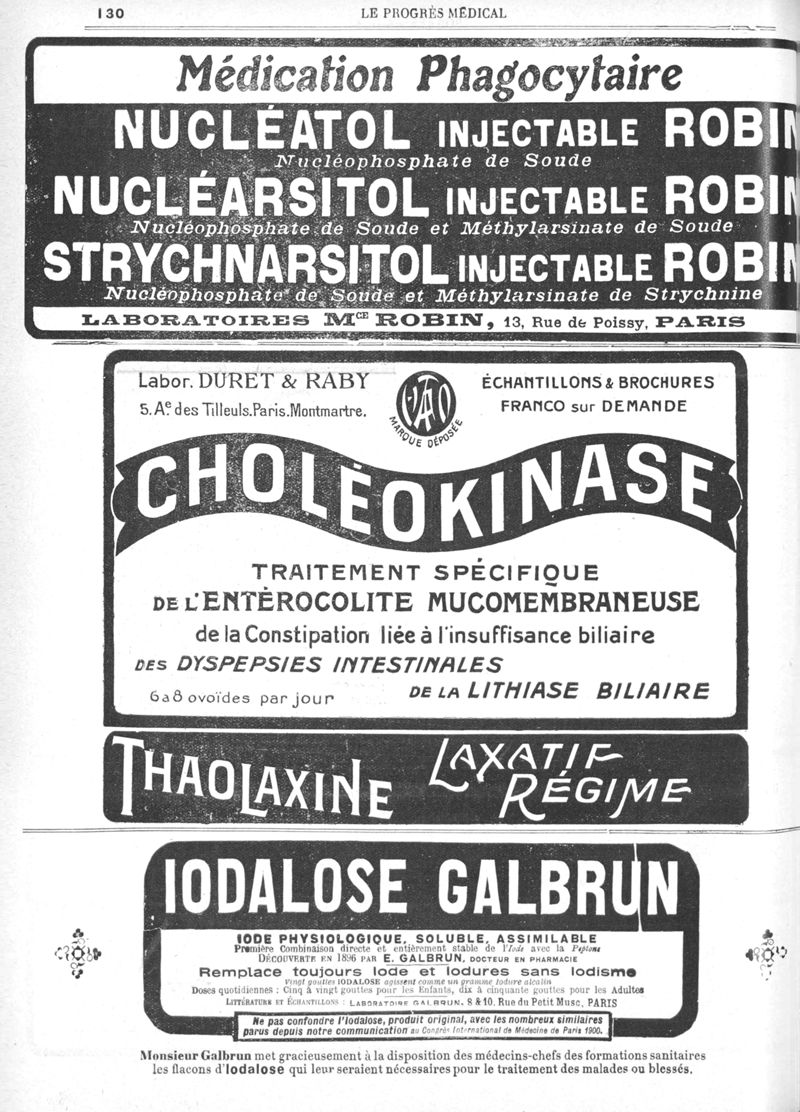 130 LE PROGRÈS MÉDICAL
Médication Phagocytaire
NUCLÉATOL INJECTABLE ROBIN
Nucléophosphate de Soude
NUCLÉARSITOL INJECTABLE ROBIN
Nucléophosphate de Soude et Méthylarsinate de Soude
STRYCHNARSITOL INJECTABLE ROBIN
Nucléophosphate de Soude et Méthylarsinate de Strychnine
LABORATOIRES MCE ROBIN, 13, Rue de Poissy, PARIS
Labor. DURET & RABY
5. Ae. des Tilleuls. Paris. Montmartre.
MARQUE DÉPOSÉE
ÉCHANTILLONS & BROCHURES
FRANCO sur DEMANDE
CHOLÉOKINASE
TRAITEMENT SPÉCIFIQUE
DE L'ENTÉROCOLITE MUCOMEMBRANEUSE
de la Constipation liée à l'insuffisance biliaire
DES DYSPEPSIES INTESTINALES
6 a 8 ovoïdes par jour
DE LA LITHIASE BILIAIRE
THAOLAXINE
LAXATIF
RÉGIME
IODALOSE GALBRUN
IODE PHYSIOLOGIQUE, SOLUBLE, ASSIMILABLE
Première Combinaison directe et entièrement stable de l'Iode avec la Peptone
DÉCOUVERTE EN 1896 PAR E. GALBRUN, DOCTEUR EN PHARMACIE
Remplace toujours Iode et Iodures sans Iodisme
Vingt gouttes IODALOSE agissent comme un gramme Iodure alcalin
Doses quotidiennes : Cinq à vingt gouttes pour les Enfants, dix à cinquante gouttes pour les Adultes
LITTÉRATURE ET ÉCHANTILLONS : LABORATOIRE GALBRUN, 8 & 10, Rue du Petit Musc, PARIS
Ne pas confondre l'Iodalose, produit original, avec les nombreux similaires
parus depuis notre communication au Congrès International de Médecine de Paris 1900.
Monsieur Galbrun met gracieusement à la disposition des médecins-chefs des formations sanitaires
les flacons d'Iodalose qui leur seraient nécessaires pour le traitement des malades ou blessés.